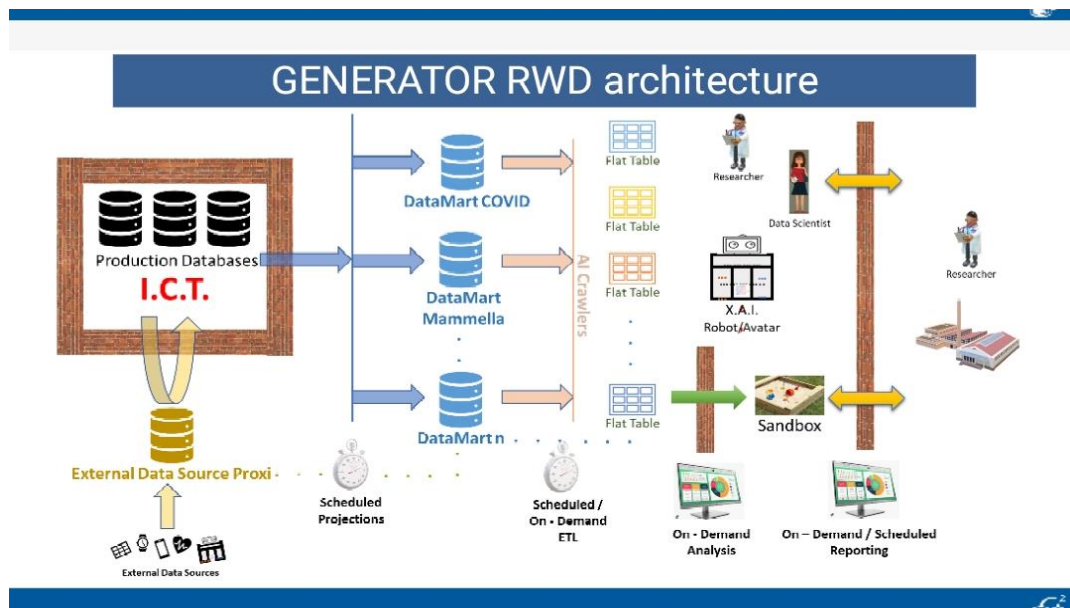 GENERATOR RWD architecture
Production Databases
I.C.T.
External Data Source Proxi
External Data Sources
DataMart COVID
DataMart
Mammella
DataMart n
Scheduled
Projections
AI Crawlers
Flat Table
Flat Table
Flat Table
Flat Table
Scheduled /
On - Demand
ETL
Researcher
Data Scientist
X.A.I.
Robot/Avatar
Sandbox
On - Demand
Analysis
On – Demand / Scheduled
Reporting
Researcher
2